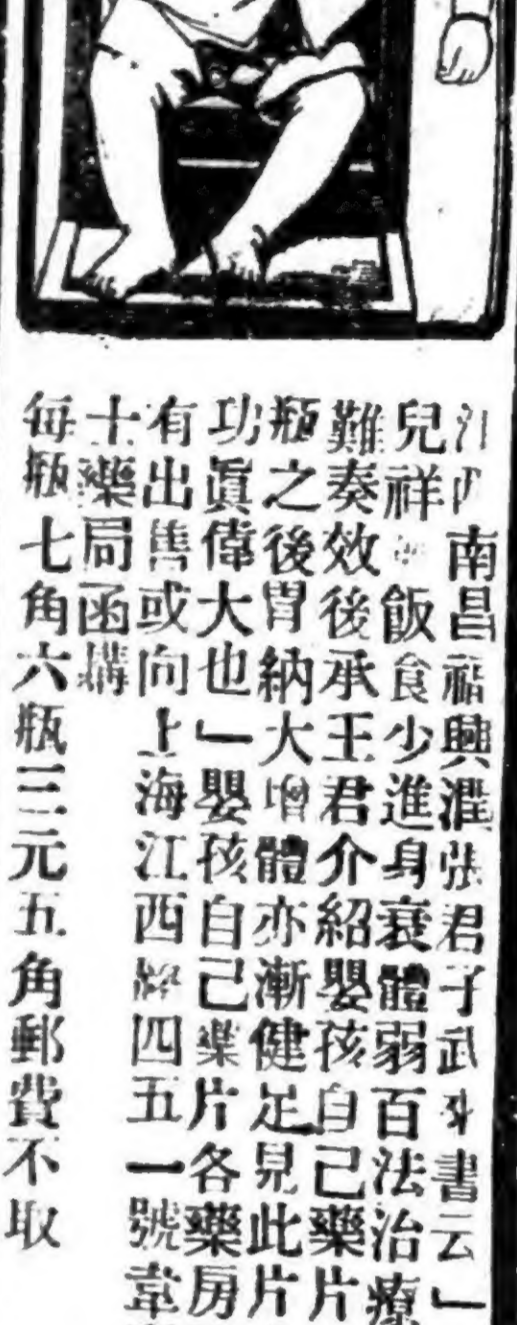 江西南昌福興潤張君子武來書云「
兒祥飯食少進身衰體弱百法治療
難奏效後承王君介紹嬰孩自己藥片
瓶之後胃納大增體亦漸健足見此片
功眞偉大也」嬰孩自己藥片各藥房
有出售或向上海江西路四五一號韋
十藥局函購
每瓶七角六瓶三元五角郵費不取